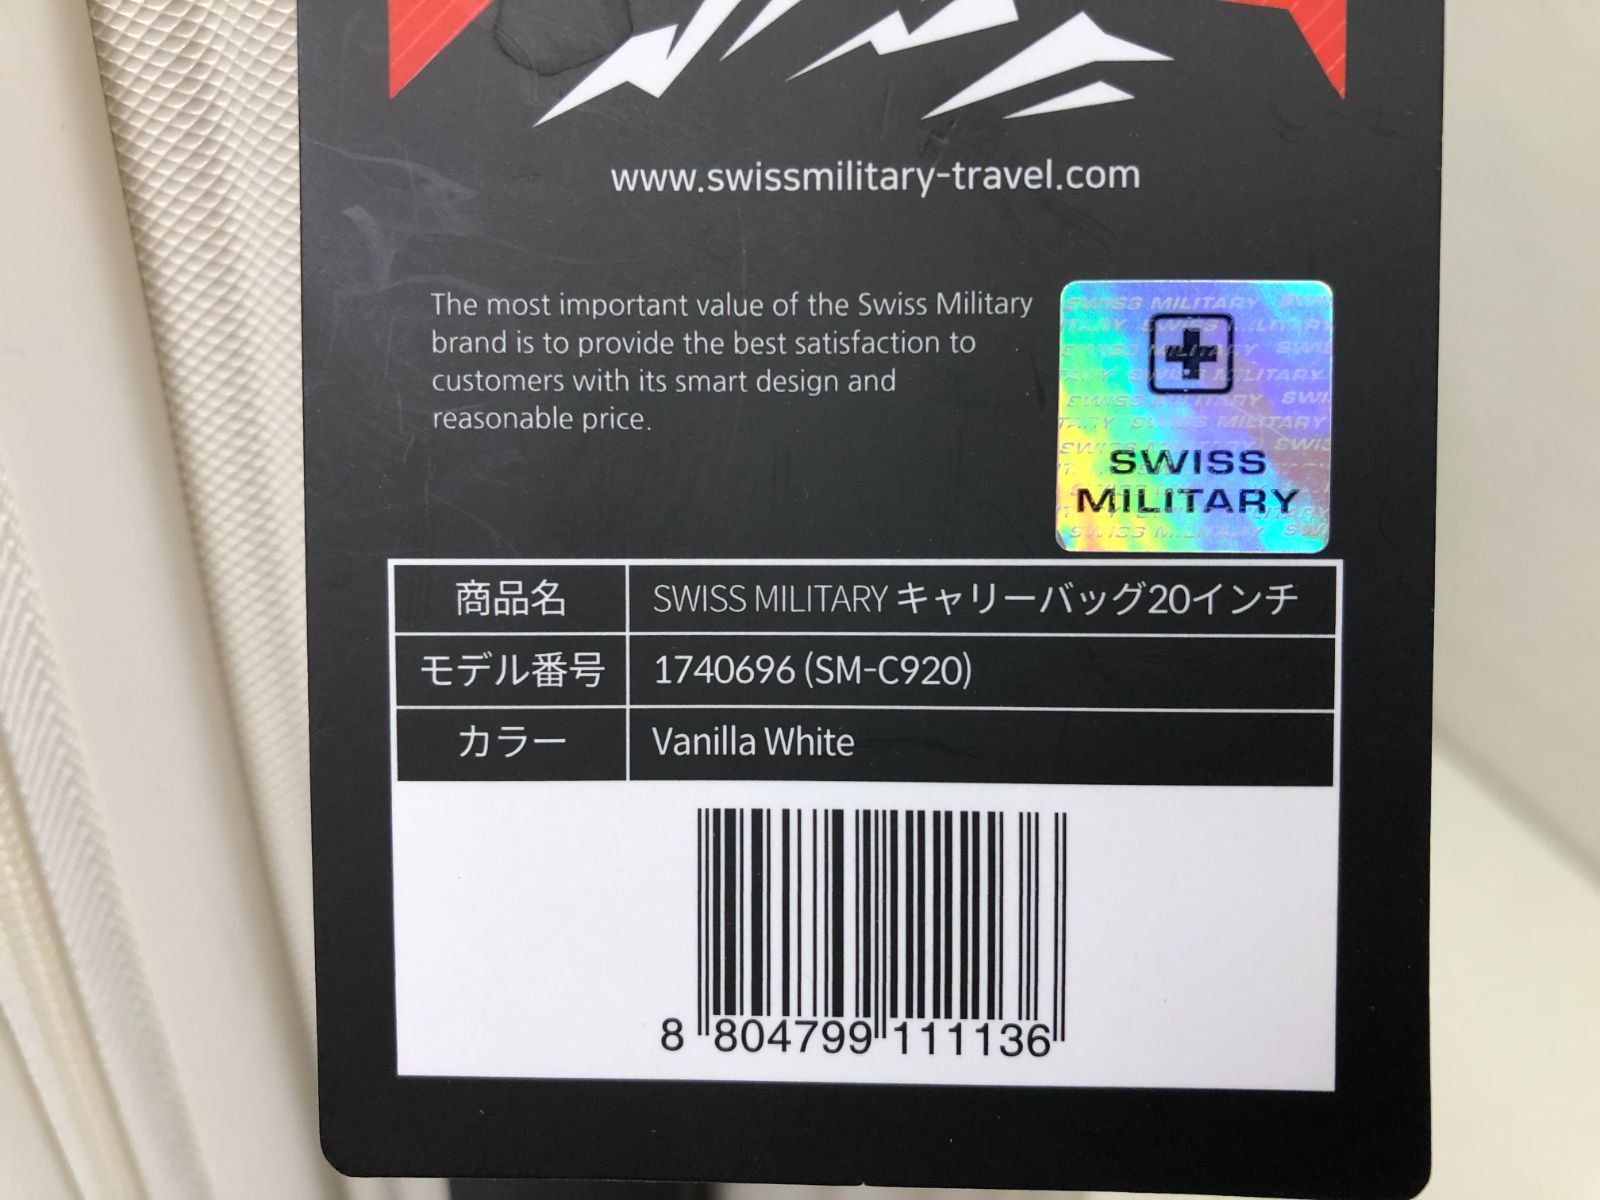 www.swissmilitary-travel.com
The most important value of the Swiss Military
brand is to provide the best satisfaction to
customers with its smart design and
reasonable price.
SWISS
MILITARY
商品名 SWISS MILITARY キャリーバッグ20インチ
モデル番号 1740696 (SM-C920)
カラー Vanilla White
8 804799 111136